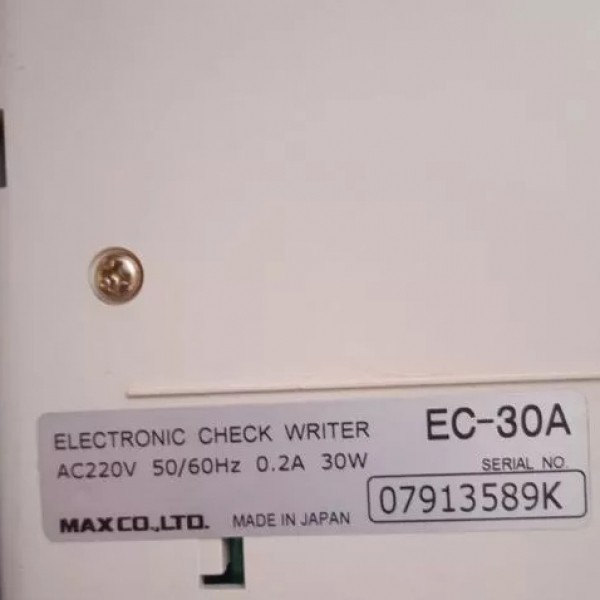 ELECTRONIC CHECK WRITER EC-30A
AC220V 50/60Hz 0.2A 30W SERIAL NO.
07913589K
MAX CO.,LTD. MADE IN JAPAN